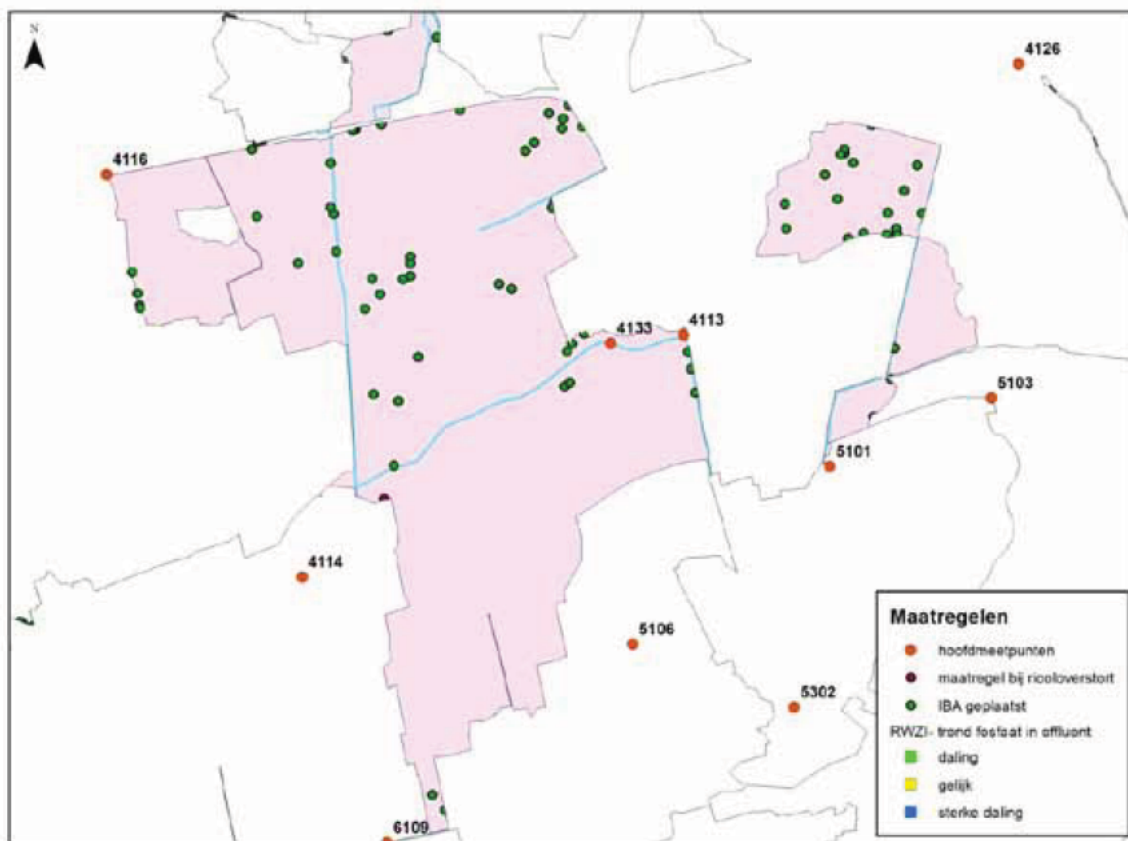 N
4126
4116
4133
4113
5103
5101
4114
5106
5302
6109
Maatregelen
hoofdmeetpunten
maatregel bij riooloverstort
IBA geplaatst
RWZI- trend fosfaat in effluent
daling
gelijk
sterke daling